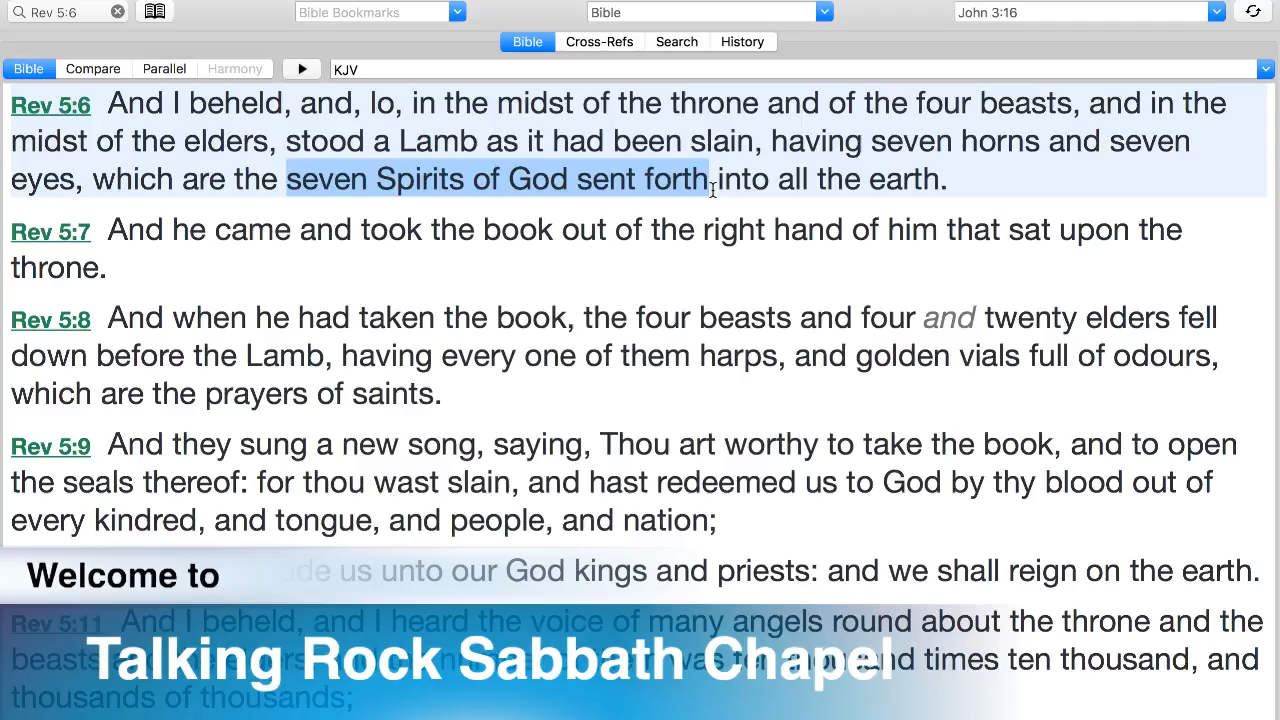 Rev 5:6
Bible Bookmarks
Bible
John 3:16
Bible Cross-Refs Search History
Bible Compare Parallel Harmony KJV
Rev 5:6 And I beheld, and, lo, in the midst of the throne and of the four beasts, and in the
midst of the elders, stood a Lamb as it had been slain, having seven horns and seven
eyes, which are the seven Spirits of God sent forth into all the earth.
Rev 5:7 And he came and took the book out of the right hand of him that sat upon the
throne.
Rev 5:8 And when he had taken the book, the four beasts and four and twenty elders fell
down before the Lamb, having every one of them harps, and golden vials full of odours,
which are the prayers of saints.
Rev 5:9 And they sung a new song, saying, Thou art worthy to take the book, and to open
the seals thereof: for thou wast slain, and hast redeemed us to God by thy blood out of
every kindred, and tongue, and people, and nation;
us unto our God kings and priests: and we shall reign on the earth.
Welcome to
Rev 5:11 And I beheld, and I heard the voice of many angels round about the throne and the
beasts was ten thousand times ten thousand, and
Talking Rock Sabbath Chapel
thousands of thousands;